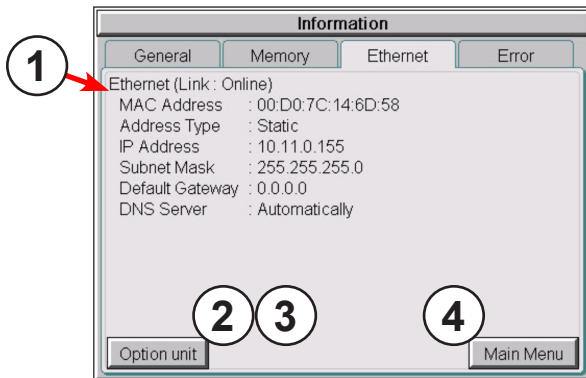 Information
General Memory Ethernet Error
1
Ethernet (Link : Online)
MAC Address : 00:D0:7C:14:6D:58
Address Type : Static
IP Address : 10.11.0.155
Subnet Mask : 255.255.255.0
Default Gateway : 0.0.0.0
DNS Server : Automatically
2 3 4
Option unit Main Menu